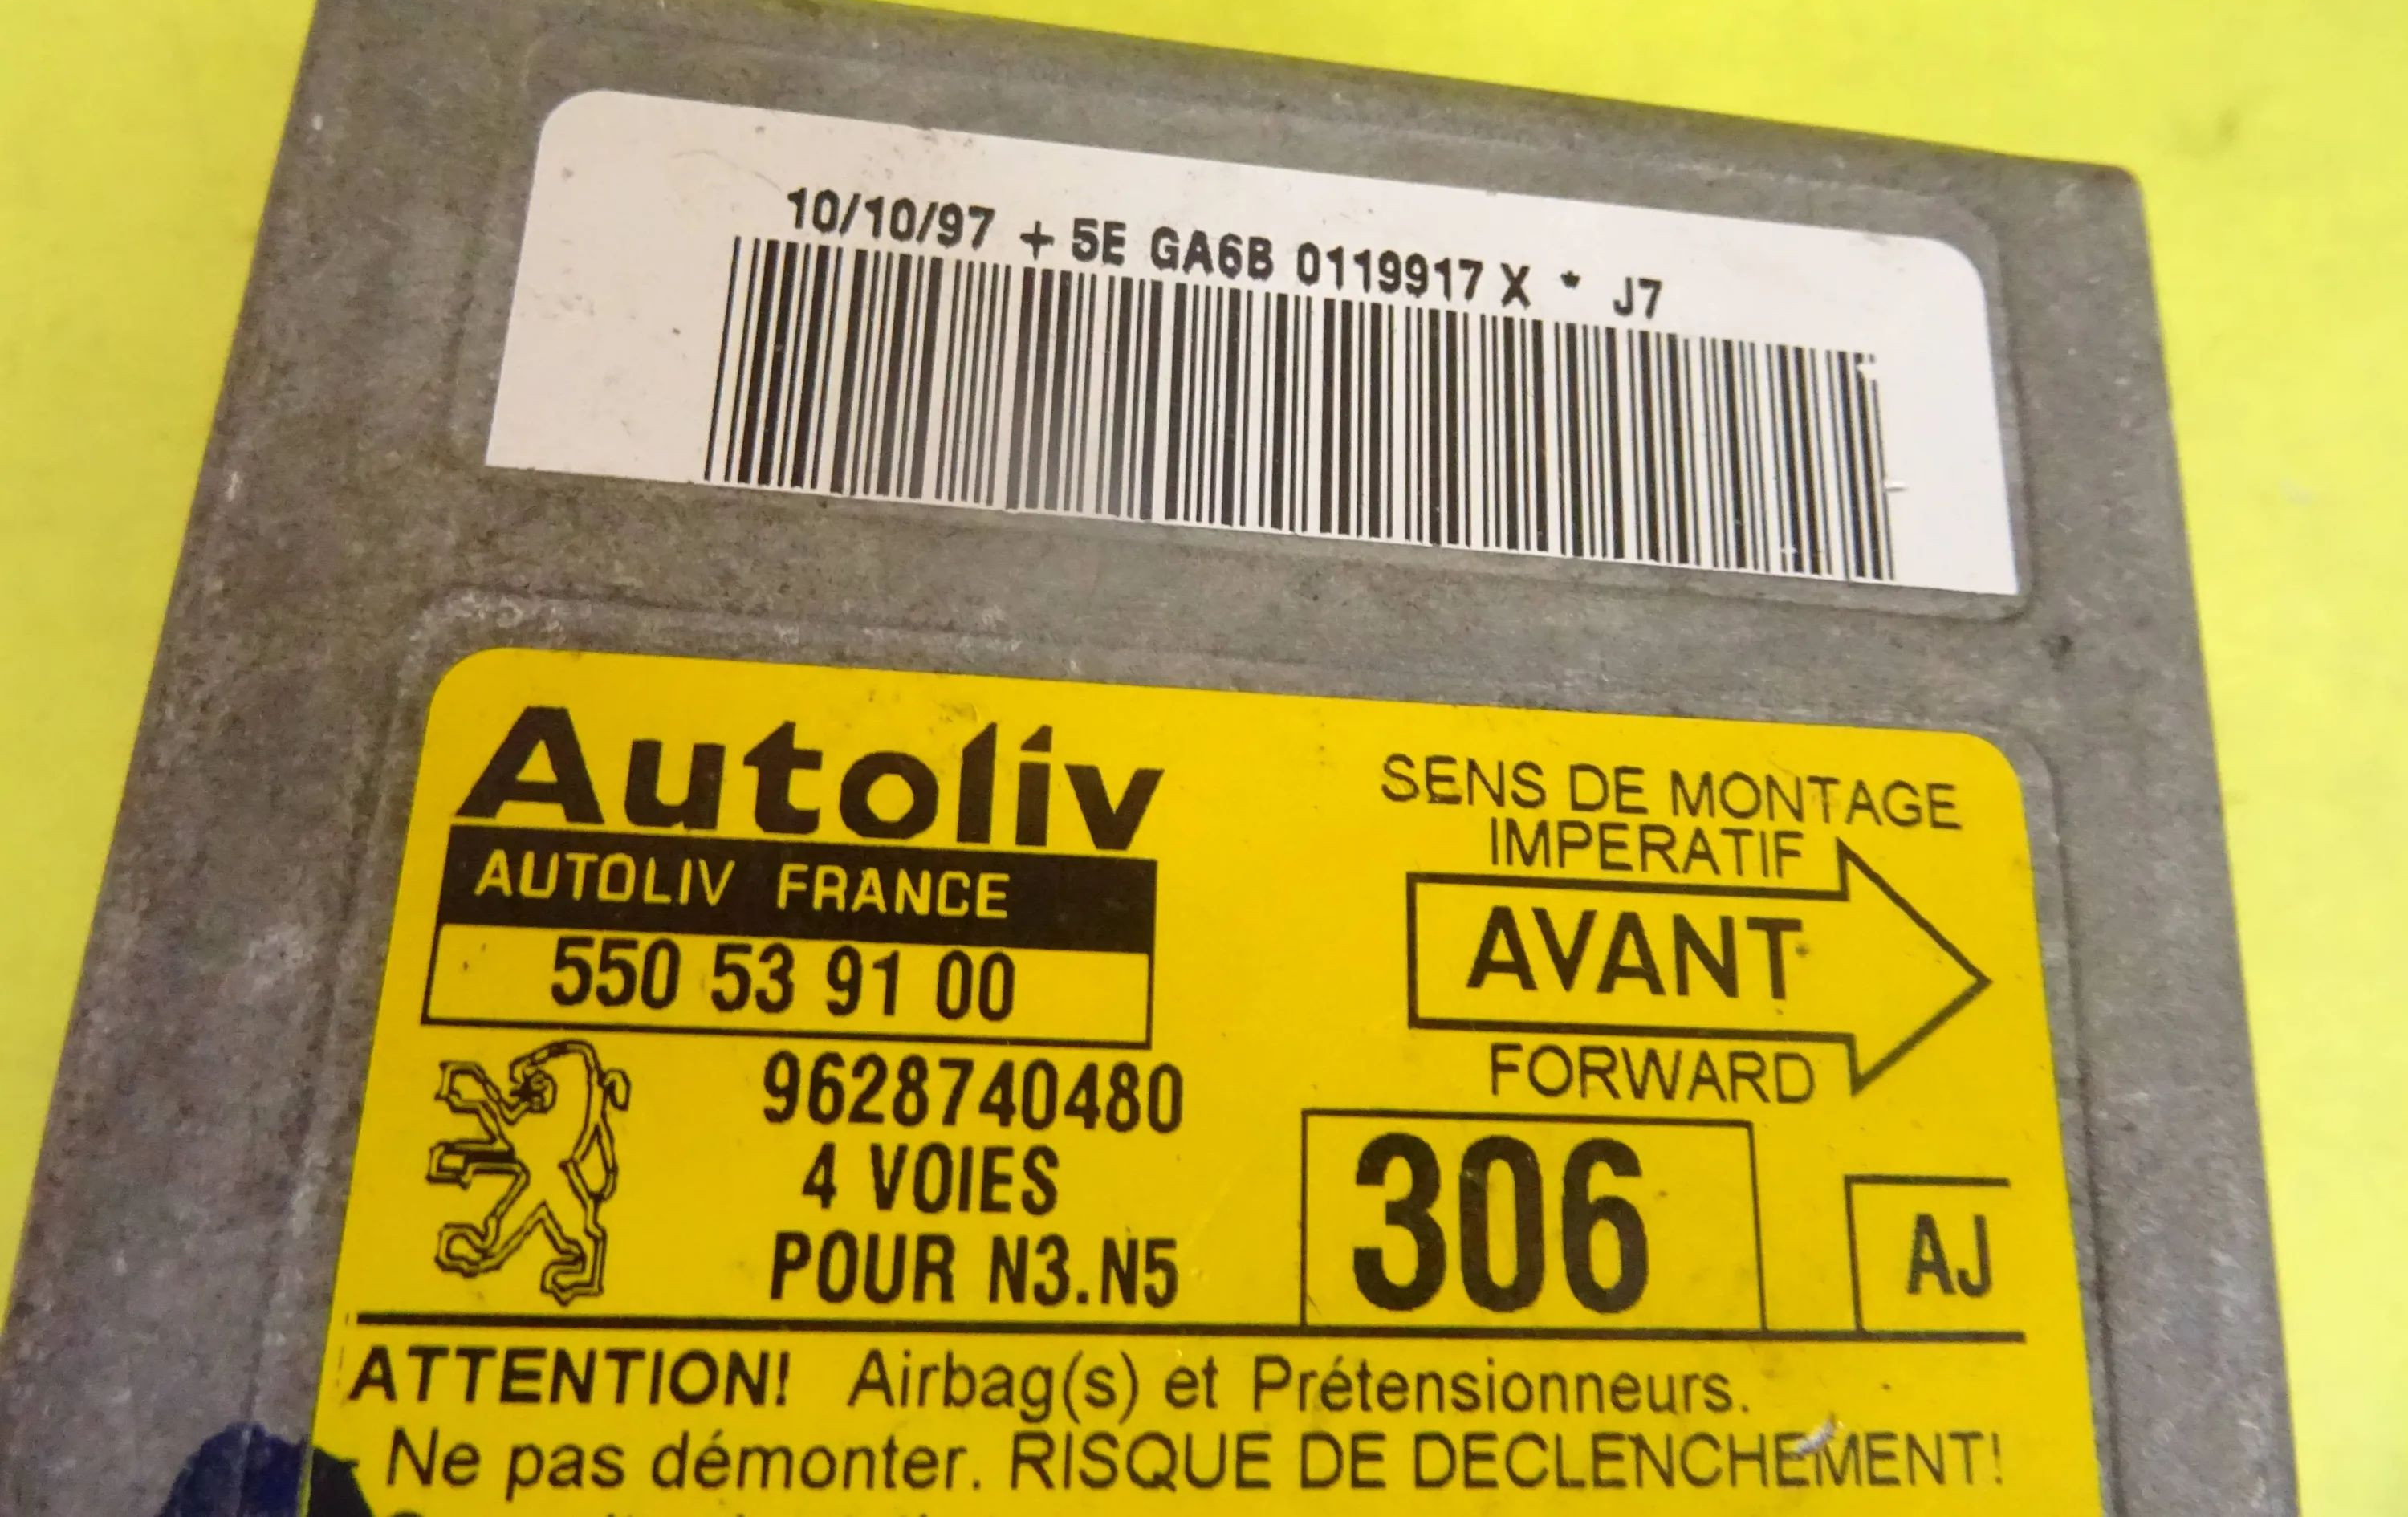 10/10/97 + 5E GA6B 0119917 X * J7
Autoliv
AUTOLIV FRANCE
550 53 91 00
SENS DE MONTAGE
IMPERATIF
AVANT
FORWARD
9628740480
4 VOIES
POUR N3.N5
306
AJ
ATTENTION! Airbag(s) et Prétensionneurs.
Ne pas démonter. RISQUE DE DECLENCHEMENT!